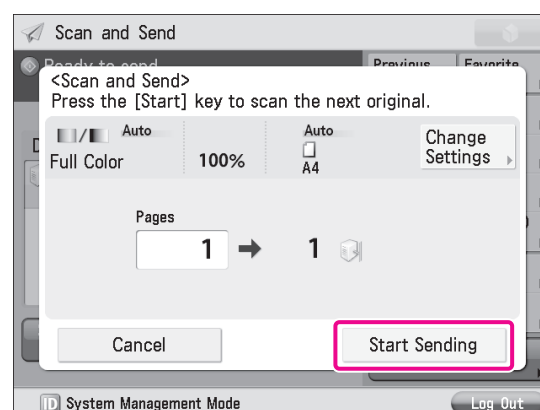 Scan and Send
Ready to send
Previous Favorite
<Scan and Send>
Press the [Start] key to scan the next original.
Auto Auto
Full Color 100% A4
Change
Settings
Pages
1 1
Cancel Start Sending
System Management Mode Log Out